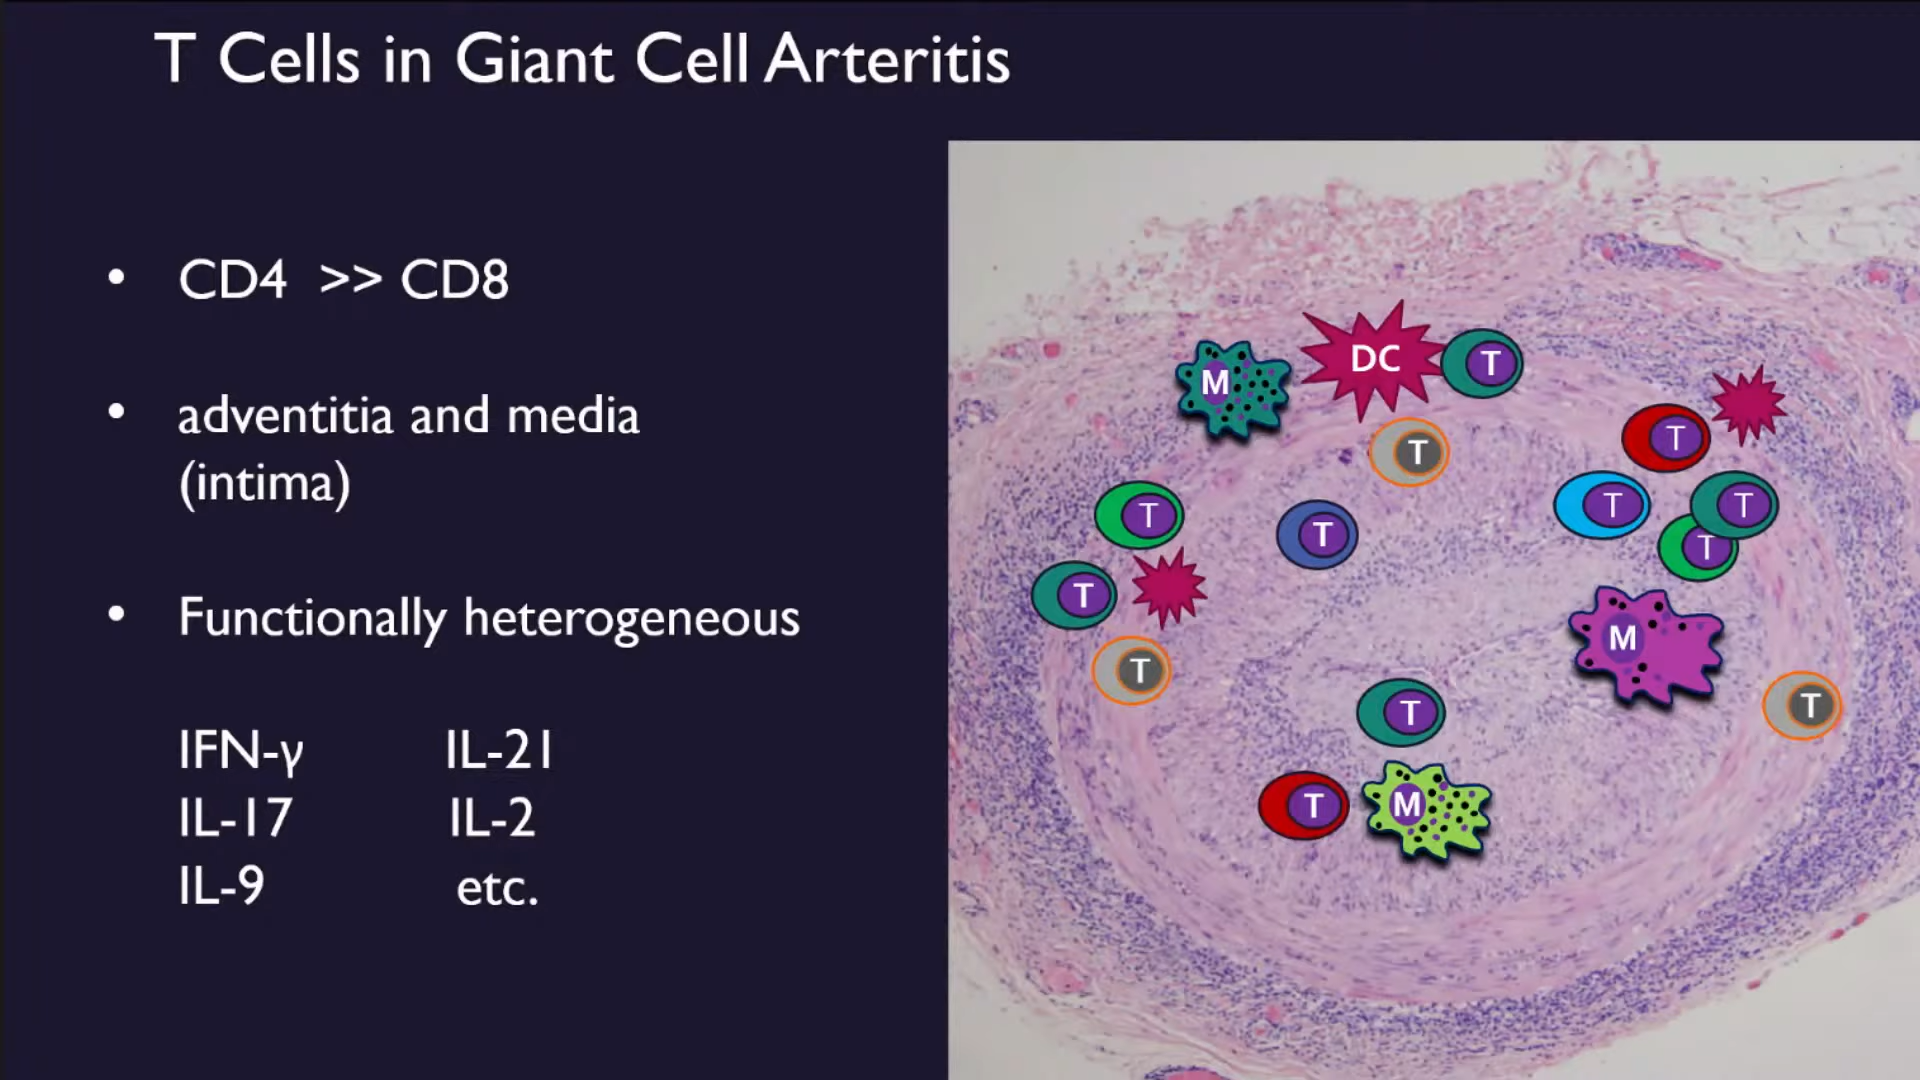 T Cells in Giant Cell Arteritis
• CD4 >> CD8
• adventitia and media
(intima)
• Functionally heterogeneous
IFN-γ IL-21
IL-17 IL-2
IL-9 etc.
M
DC
T
T
T
T
T
T
T
T
T
M
T
T
T
T
M